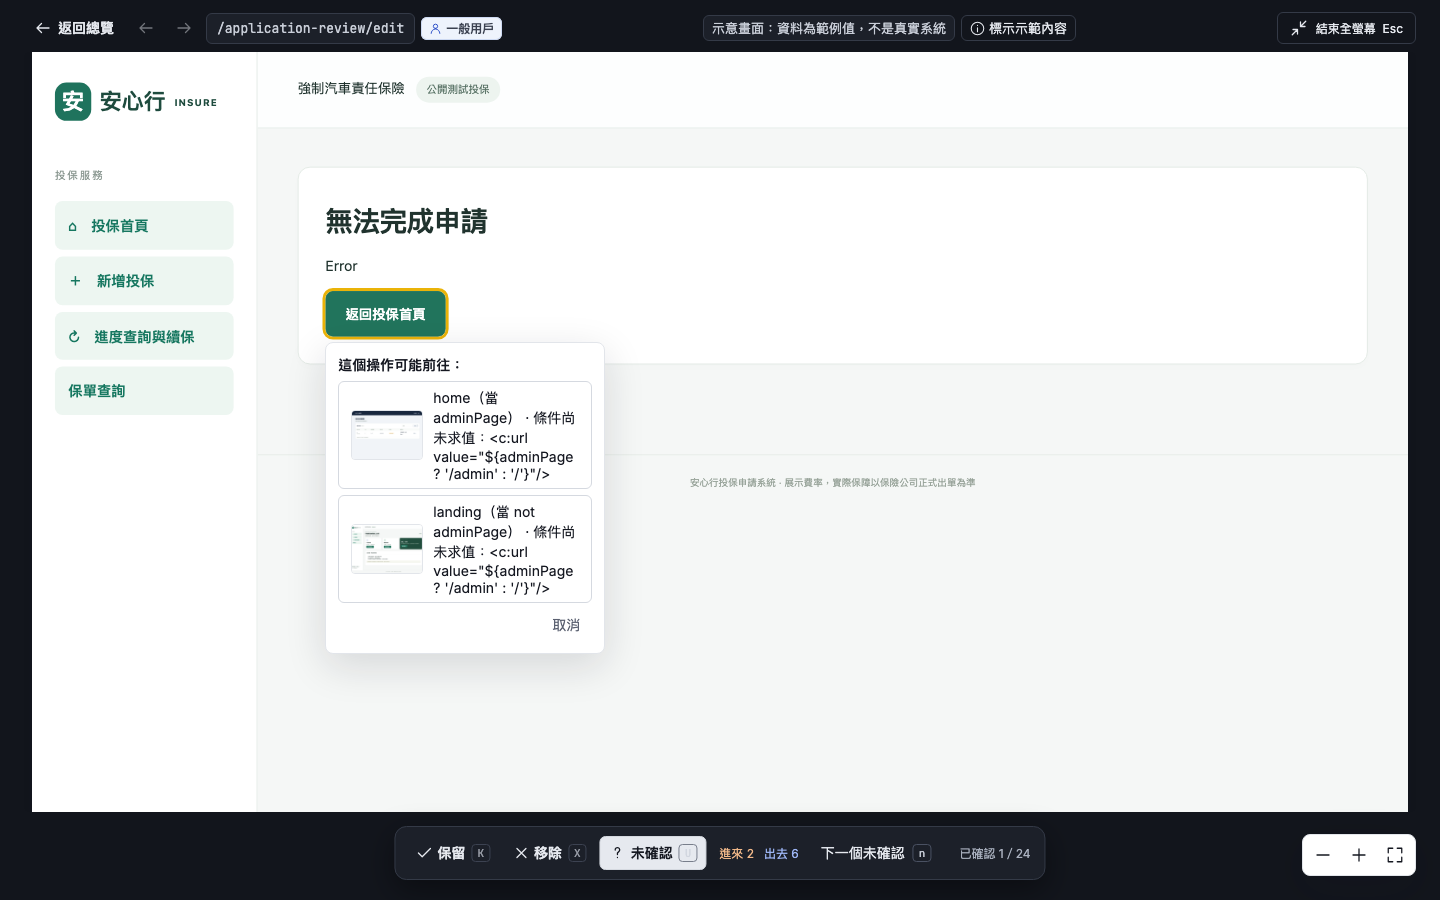 返回總覽
/application-review/edit
一般用戶
示意畫面：資料為範例值，不是真實系統
標示示範內容
結束全螢幕 Esc
安 安心行 INSURE
強制汽車責任保險
公開測試投保
投保服務
投保首頁
新增投保
進度查詢與續保
保單查詢
無法完成申請
Error
返回投保首頁
這個操作可能前往：
home（當
adminPage）・條件尚
未求值：<c:url
value="${adminPage
? '/admin' : '/'}"/>
landing（當 not
adminPage）・條件尚
未求值：<c:url
value="${adminPage
? '/admin' : '/'}"/>
取消
安心行投保申請系統 · 展示費率，實際保障以保險公司正式出單為準
保留 K
移除 X
? 未確認 U
進來 2 出去 6
下一個未確認 n
已確認 1 / 24